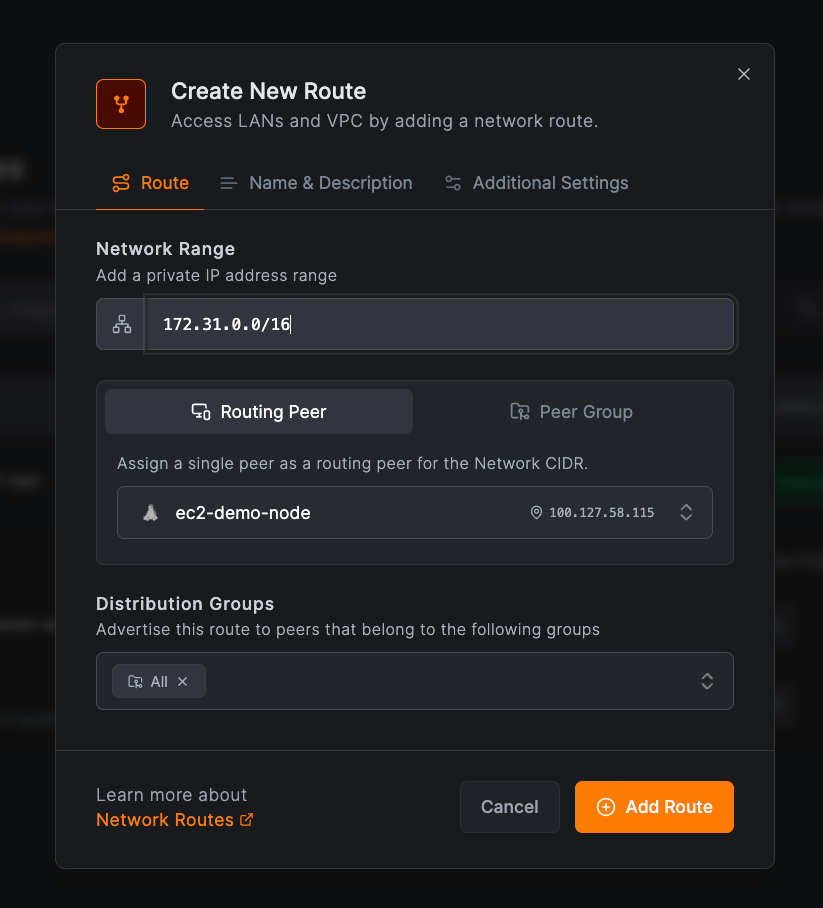 Create New Route
Access LANs and VPC by adding a network route.
Route
Name & Description
Additional Settings
Network Range
Add a private IP address range
172.31.0.0/16
Routing Peer
Peer Group
Assign a single peer as a routing peer for the Network CIDR.
ec2-demo-node
100.127.58.115
Distribution Groups
Advertise this route to peers that belong to the following groups
All
Learn more about
Network Routes
Cancel
Add Route